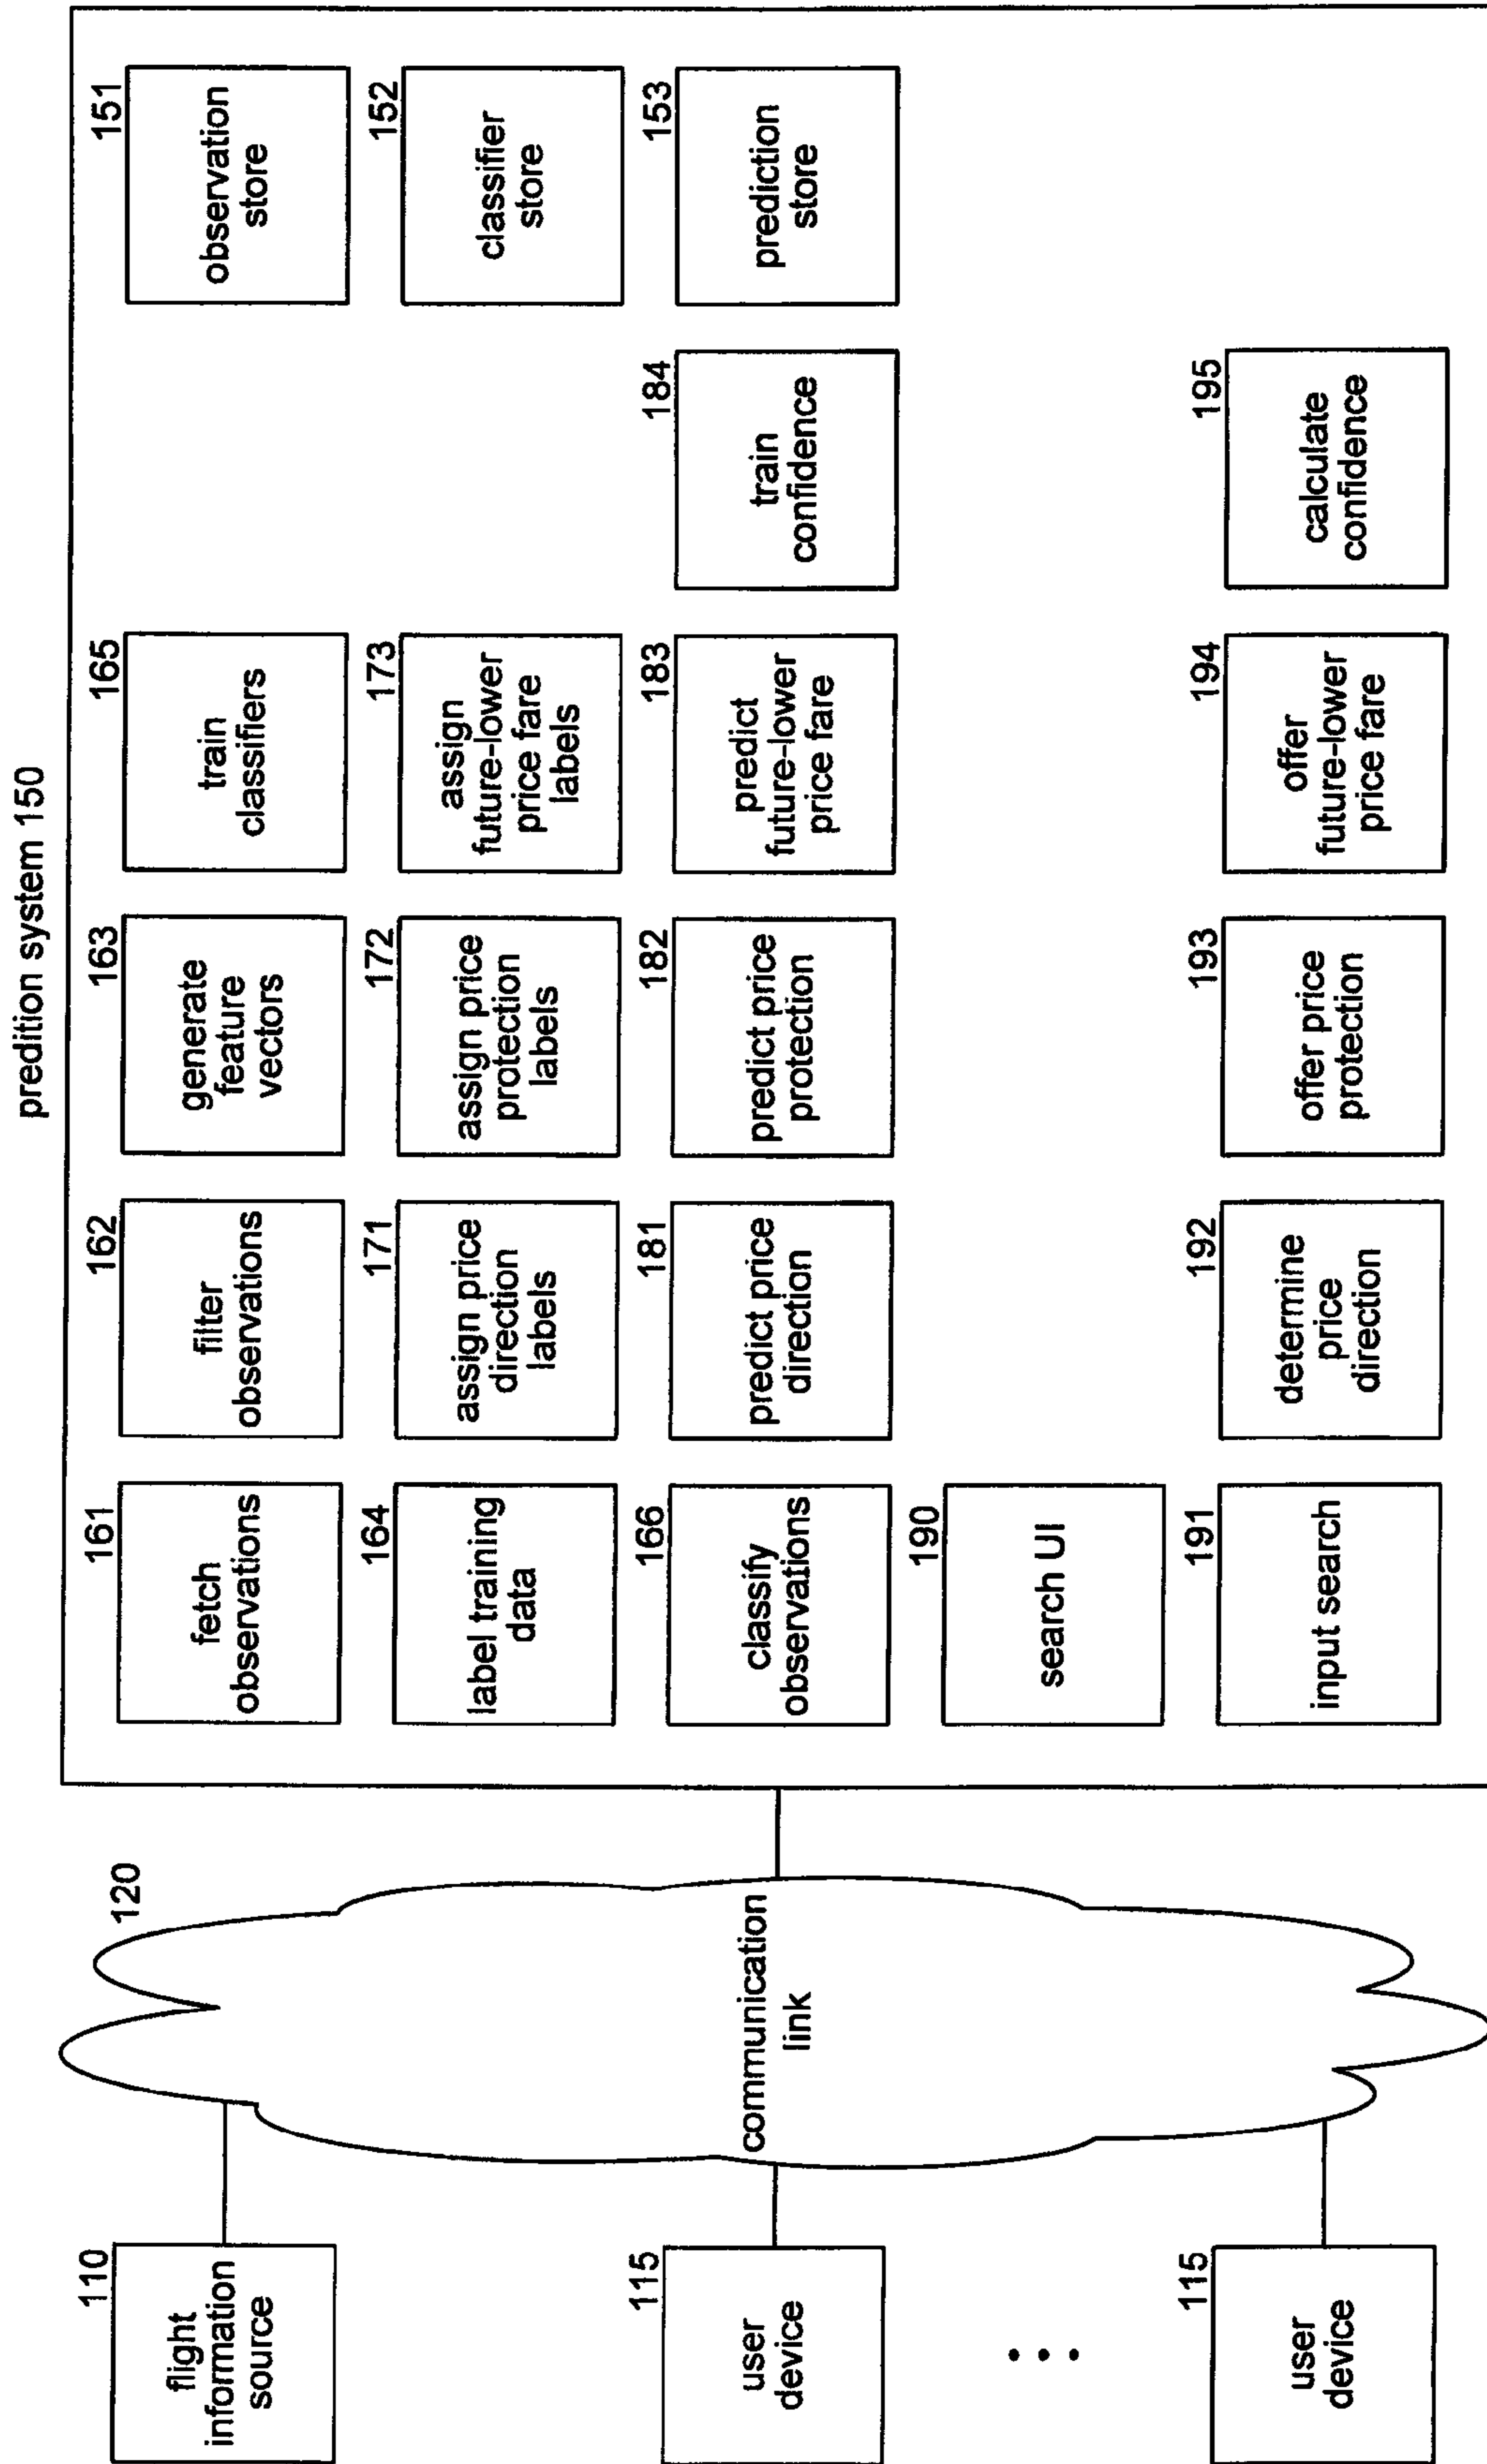 predition system 150
110
flight
information
source
120
161
fetch
observations
162
filter
observations
163
generate
feature
vectors
165
train
classifiers
151
observation
store
164
label training
data
171
assign price
direction
labels
172
assign price
protection
labels
173
assign
future-lower
price fare
labels
152
classifier
store
115
user
device
communication
link
166
classify
observations
181
predict price
direction
182
predict price
protection
183
predict
future-lower
price fare
184
train
confidence
153
prediction
store
190
search UI
115
user
device
191
input search
192
determine
price
direction
193
offer price
protection
194
offer
future-lower
price fare
195
calculate
confidence